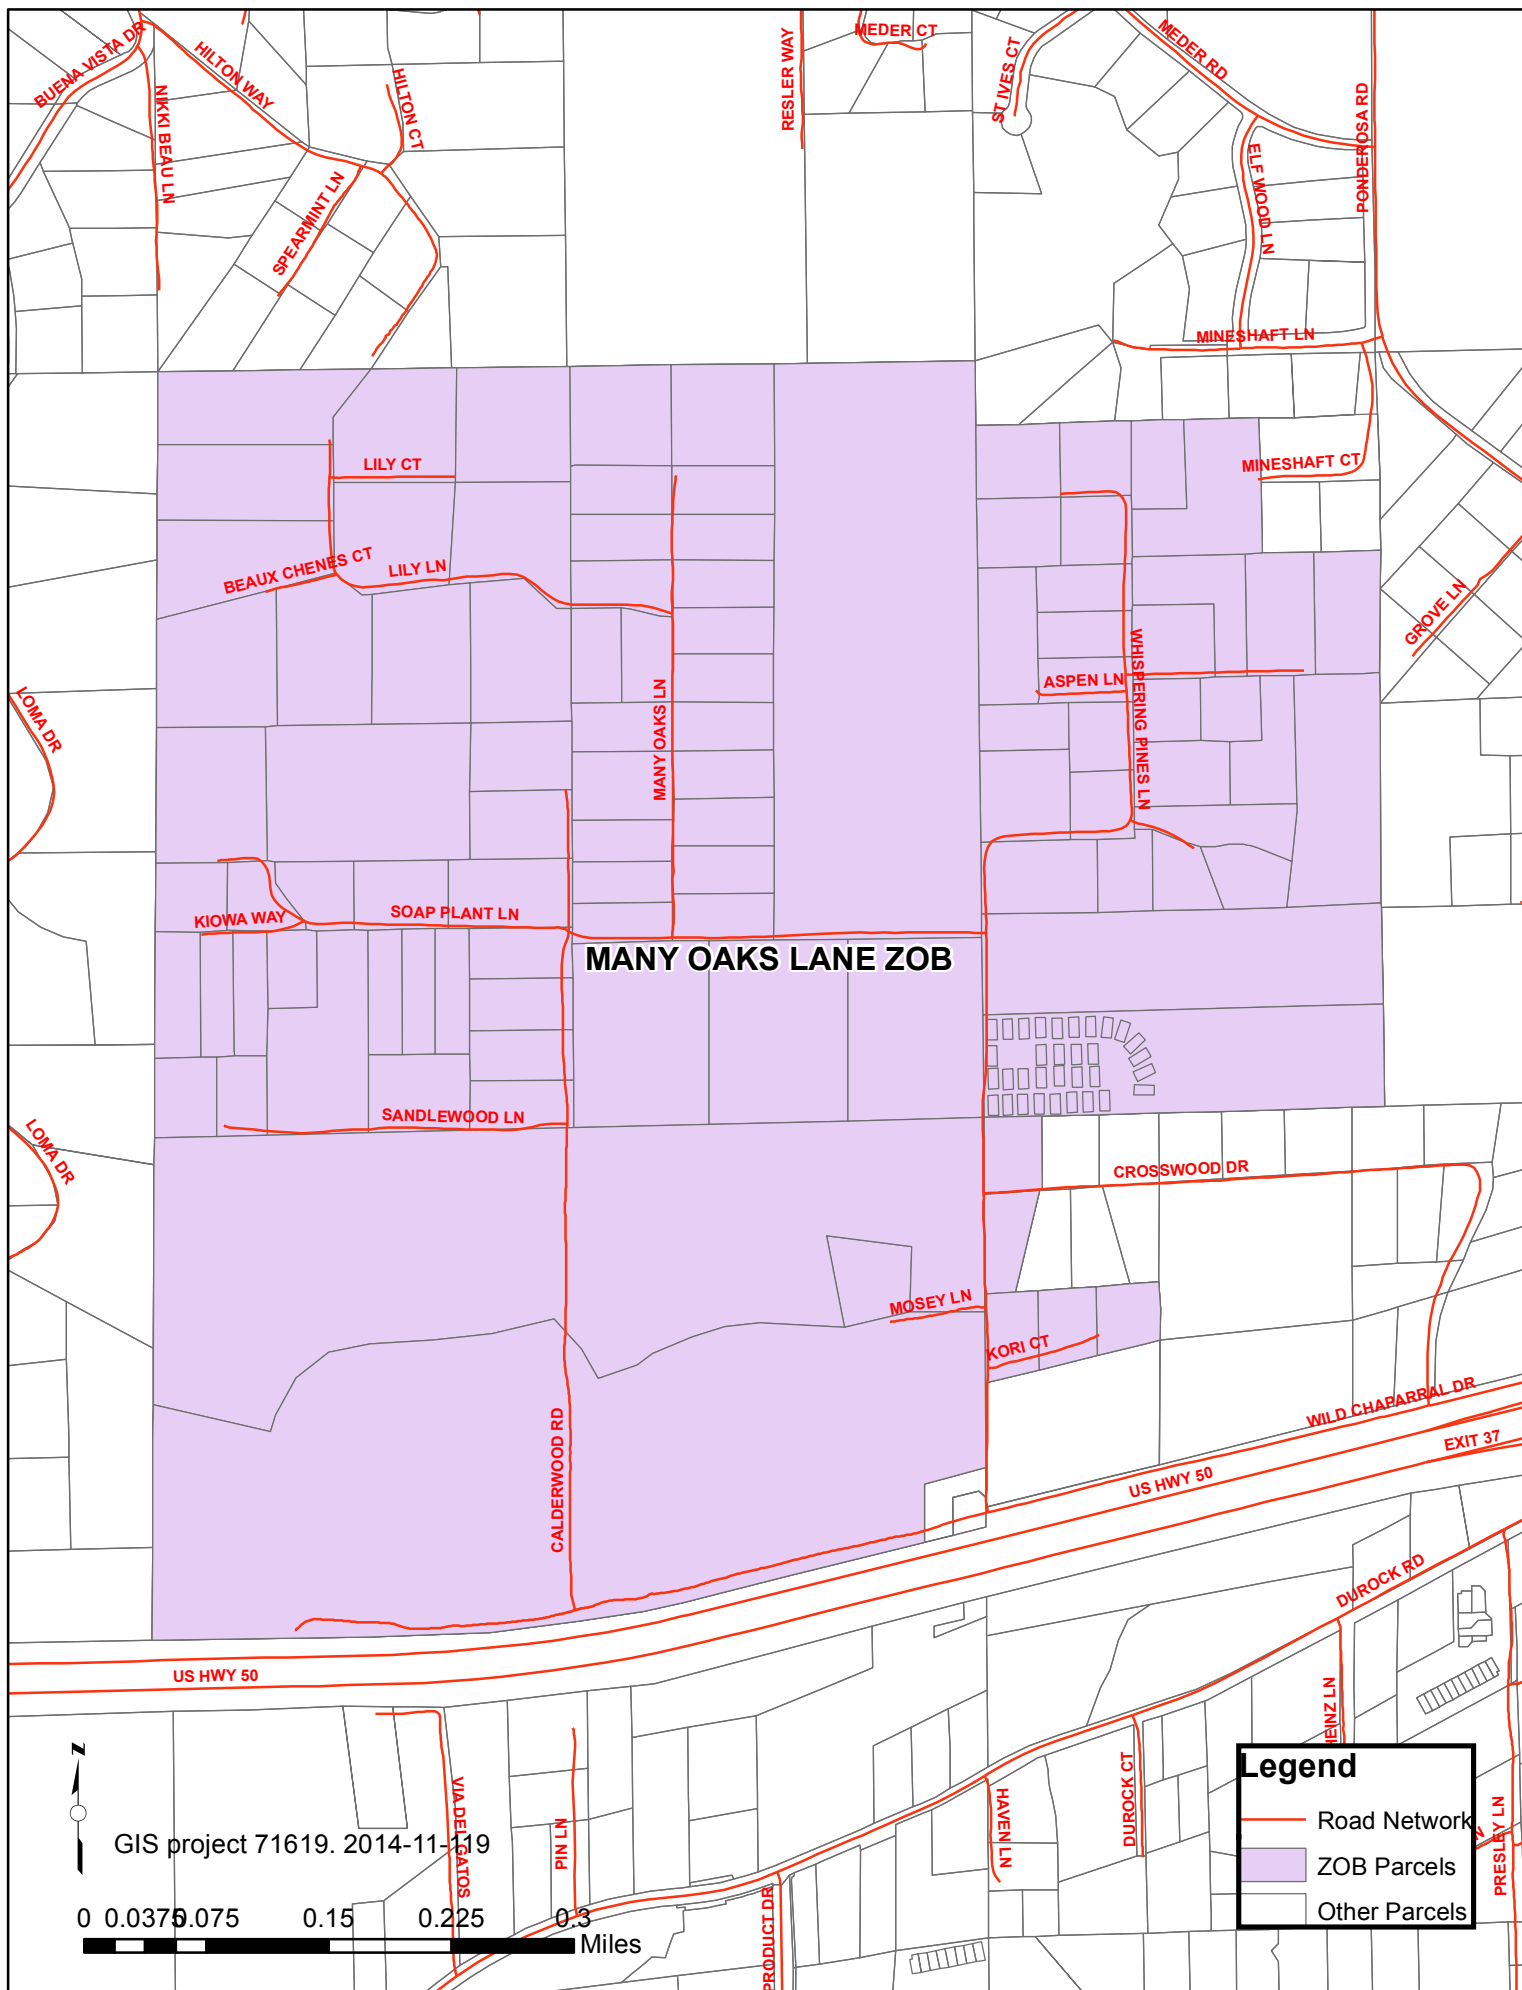 BUENA VISTA DR
HILTON WAY
NIKKI BEAU LN
HILTON CT
SPEARMINT LN
RESLER WAY
MEDER CT
ST IVES CT
MEDER RD
PONDEROSA RD
ELF WOOD LN
MINESHAFT LN
MINESHAFT CT
LILY CT
BEAUX CHENES CT
LILY LN
GROVE LN
WHISPERING PINES LN
ASPEN LN
MANY OAKS LN
LOMA DR
KIOWA WAY
SOAP PLANT LN
MANY OAKS LANE ZOB
SANDLEWOOD LN
LOMA DR
CROSSWOOD DR
MOSEY LN
KORI CT
CALDERWOOD RD
WILD CHAPARRAL DR
EXIT 37
US HWY 50
US HWY 50
DUROCK RD
HEINZ LN
VIA DEL GATOS
PIN LN
HAVEN LN
DUROCK CT
PRODUCT DR
PRESLEY LN
Legend
Road Network
ZOB Parcels
Other Parcels
N
GIS project 71619. 2014-11-119
0 0.0375 0.075 0.15 0.225 0.3
Miles